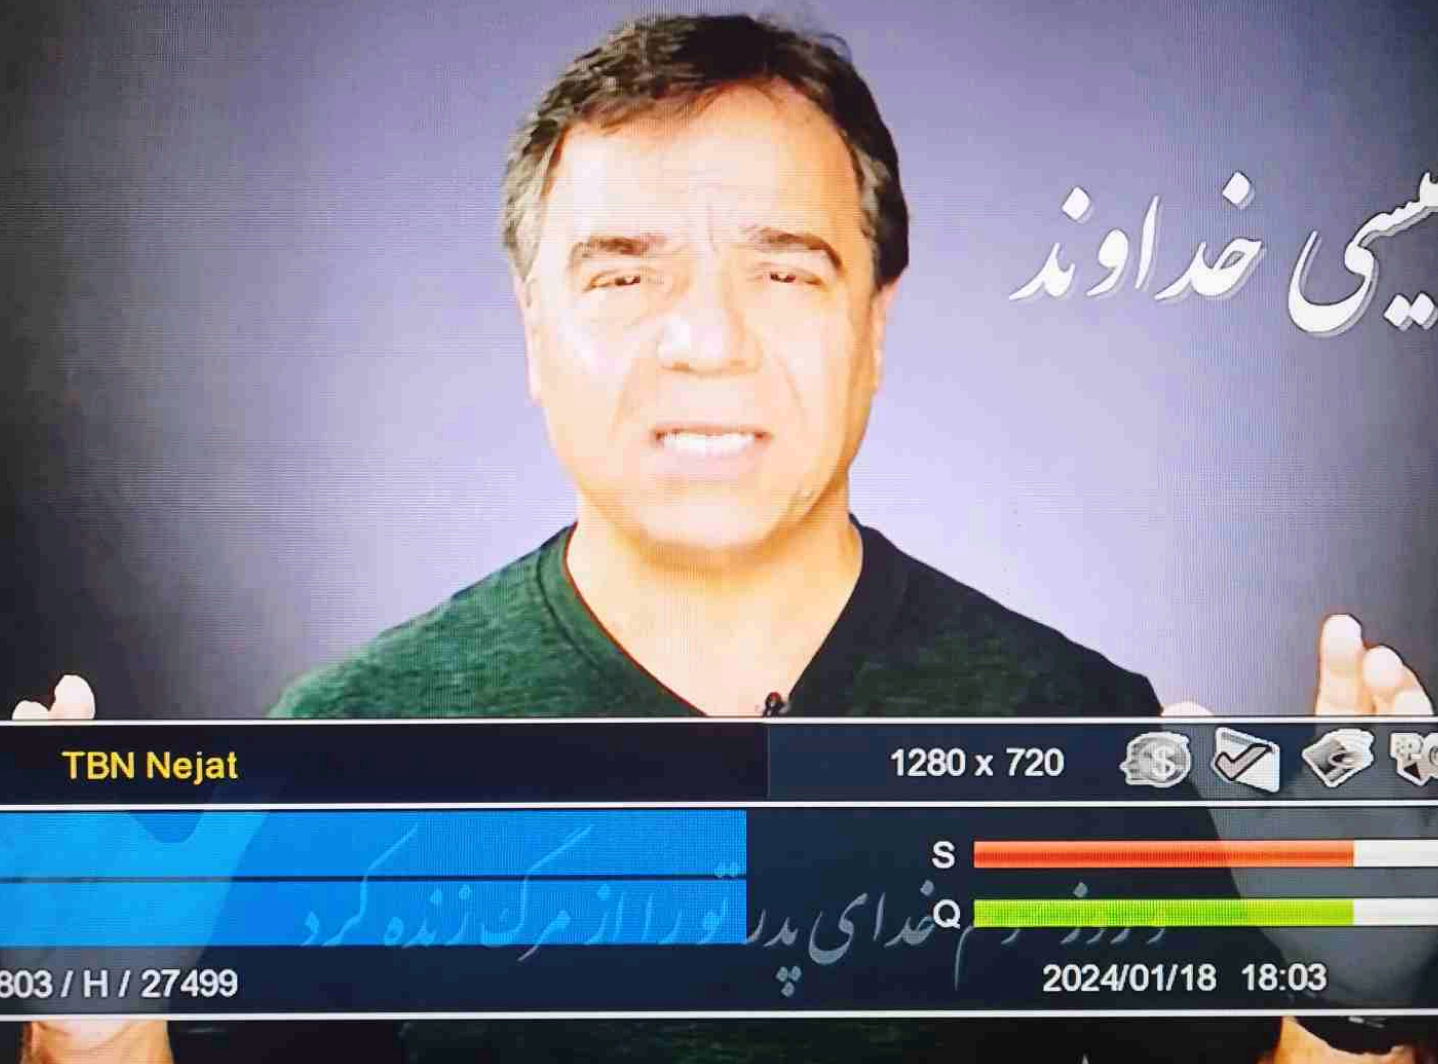 عیسی خداوند
TBN Nejat
1280 x 720
S
خدای پدر تو را از مرگ زنده کرد
Q
803 / H / 27499
2024/01/18 18:03